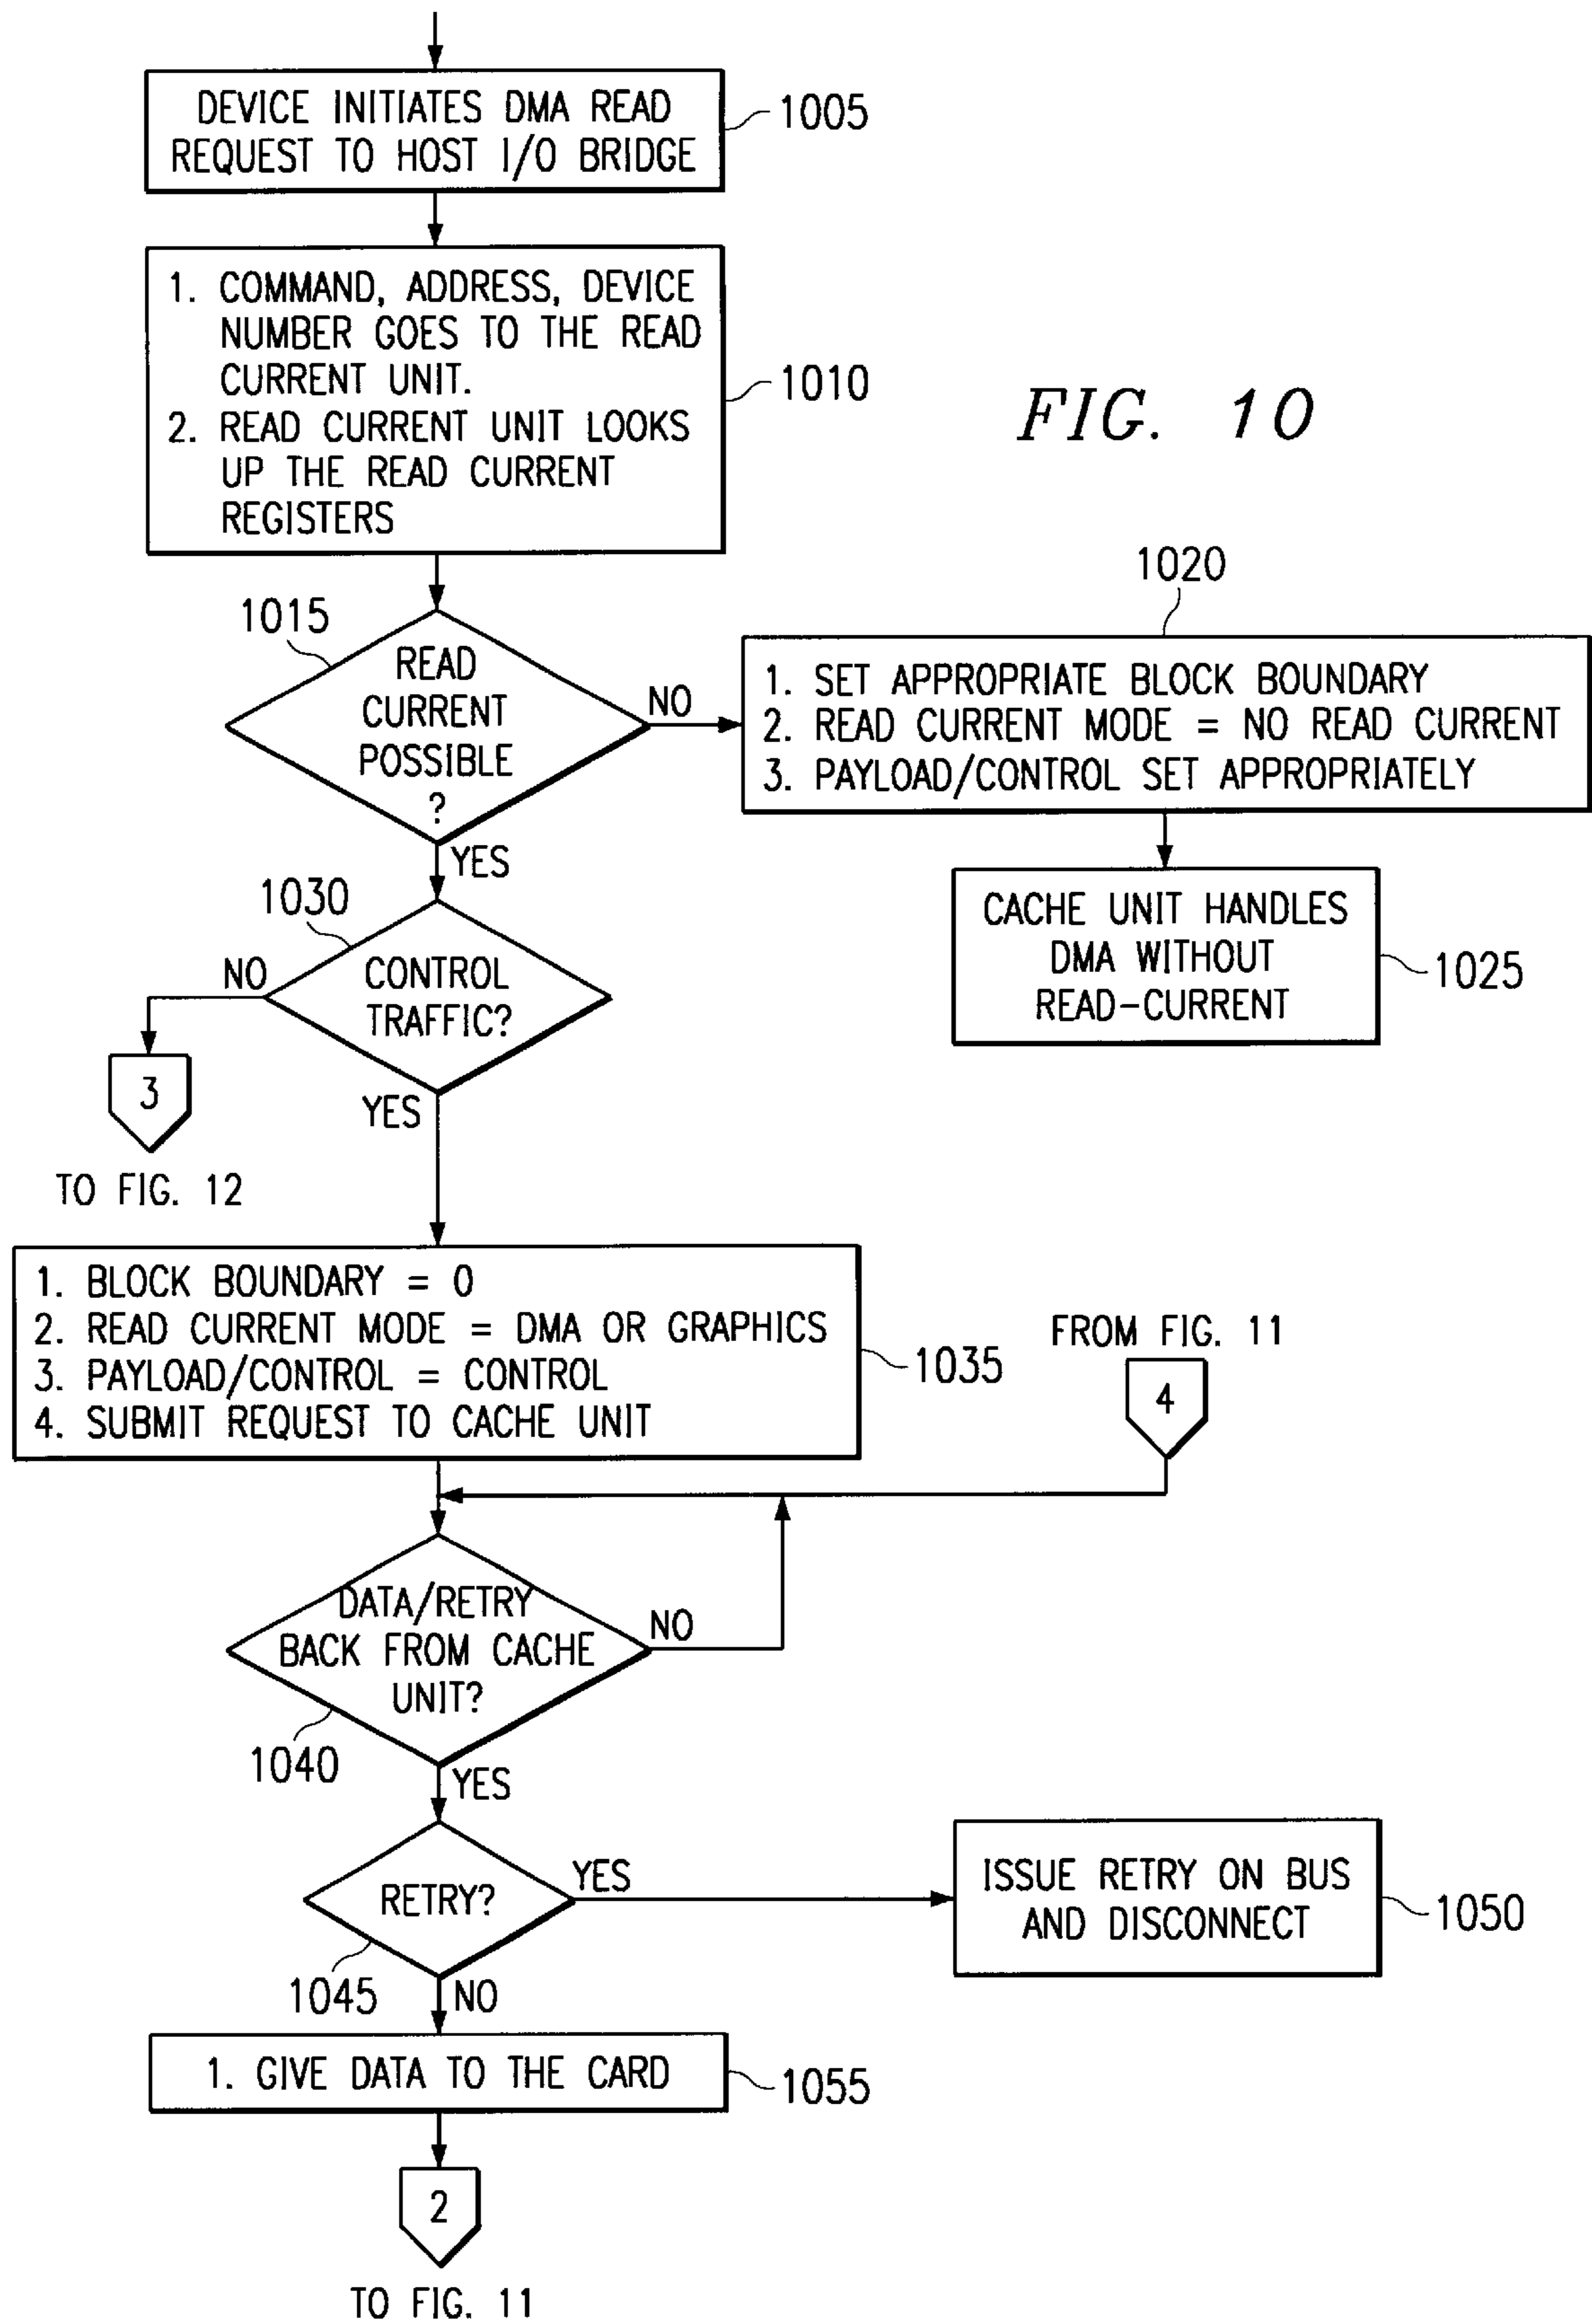 DEVICE INITIATES DMA READ
REQUEST TO HOST I/O BRIDGE
1005
1. COMMAND, ADDRESS, DEVICE
NUMBER GOES TO THE READ
CURRENT UNIT.
2. READ CURRENT UNIT LOOKS
UP THE READ CURRENT
REGISTERS
1010
FIG. 10
1015
READ
CURRENT
POSSIBLE
?
NO
1020
1. SET APPROPRIATE BLOCK BOUNDARY
2. READ CURRENT MODE = NO READ CURRENT
3. PAYLOAD/CONTROL SET APPROPRIATELY
YES
CACHE UNIT HANDLES
DMA WITHOUT
READ-CURRENT
1025
1030
CONTROL
TRAFFIC?
NO
3
TO FIG. 12
YES
1. BLOCK BOUNDARY = 0
2. READ CURRENT MODE = DMA OR GRAPHICS
3. PAYLOAD/CONTROL = CONTROL
4. SUBMIT REQUEST TO CACHE UNIT
1035
FROM FIG. 11
4
DATA/RETRY
BACK FROM CACHE
UNIT?
NO
1040
YES
RETRY?
YES
1045
ISSUE RETRY ON BUS
AND DISCONNECT
1050
NO
1. GIVE DATA TO THE CARD
1055
2
TO FIG. 11